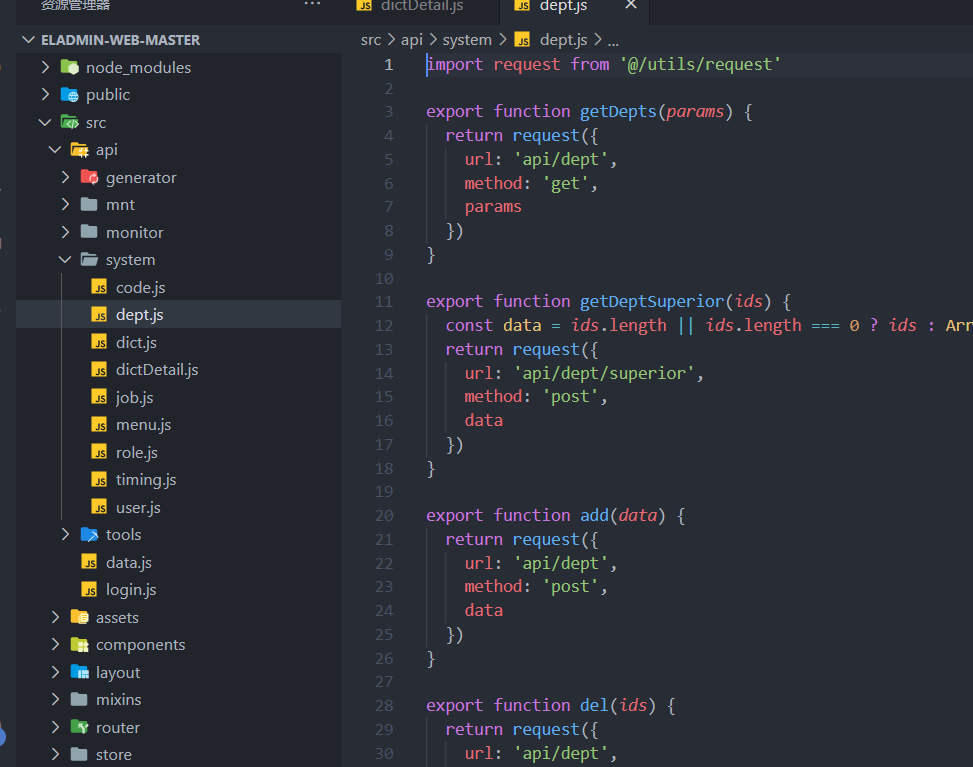 资源管理器
···
ELADMIN-WEB-MASTER
node_modules
public
src
api
generator
mnt
monitor
system
JS code.js
JS dept.js
JS dict.js
JS dictDetail.js
JS job.js
JS menu.js
JS role.js
JS timing.js
JS user.js
tools
JS data.js
JS login.js
assets
components
layout
mixins
router
store
JS dictDetail.js
JS dept.js ×
src > api > system > JS dept.js > ...
1 import request from '@/utils/request'
2
3 export function getDepts(params) {
4 return request({
5 url: 'api/dept',
6 method: 'get',
7 params
8 })
9 }
10
11 export function getDeptSuperior(ids) {
12 const data = ids.length || ids.length === 0 ? ids : Arr
13 return request({
14 url: 'api/dept/superior',
15 method: 'post',
16 data
17 })
18 }
19
20 export function add(data) {
21 return request({
22 url: 'api/dept',
23 method: 'post',
24 data
25 })
26 }
27
28 export function del(ids) {
29 return request({
30 url: 'api/dept',